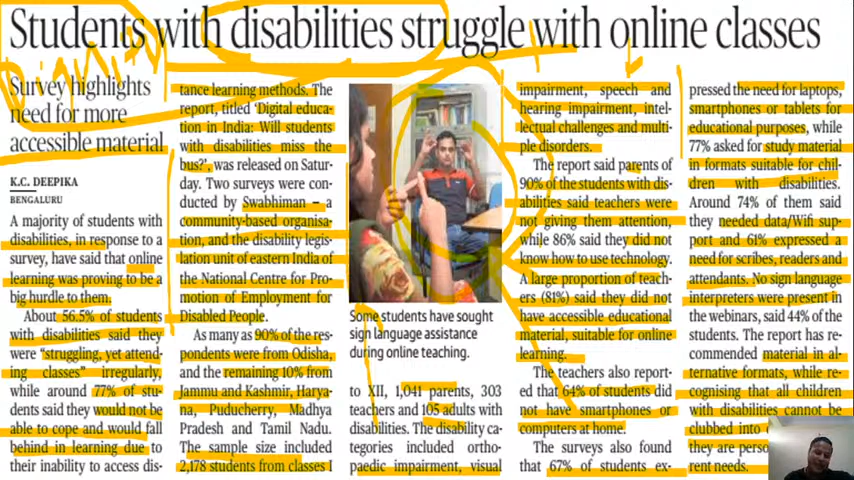 Students with disabilities struggle with online classes
Dignity
Survey highlights
need for more
accessible material
K.C. DEEPIKA
BENGALURU
A majority of students with
disabilities, in response to a
survey, have said that online
learning was proving to be a
big hurdle to them.
About 56.5% of students
with disabilities said they
were “struggling, yet attend-
ing classes” irregularly,
while around 77% of stu-
dents said they would not be
able to cope and would fall
behind in learning due to
their inability to access dis-
tance learning methods. The
report, titled ‘Digital educa-
tion in India: Will students
with disabilities miss the
bus?’, was released on Satur-
day. Two surveys were con-
ducted by Swabhiman – a
community-based organisa-
tion, and the disability legis-
lation unit of eastern India of
the National Centre for Pro-
motion of Employment for
Disabled People.
As many as 90% of the res-
pondents were from Odisha,
and the remaining 10% from
Jammu and Kashmir, Harya-
na, Puducherry, Madhya
Pradesh and Tamil Nadu.
The sample size included
2,178 students from classes I
Some students have sought
sign language assistance
during online teaching.
to XII, 1,041 parents, 303
teachers and 105 adults with
disabilities. The disability ca-
tegories included ortho-
paedic impairment, visual
impairment, speech and
hearing impairment, intel-
lectual challenges and multi-
ple disorders.
The report said parents of
90% of the students with dis-
abilities said teachers were
not giving them attention,
while 86% said they did not
know how to use technology.
A large proportion of teach-
ers (81%) said they did not
have accessible educational
material, suitable for online
learning.
The teachers also report-
ed that 64% of students did
not have smartphones or
computers at home.
The surveys also found
that 67% of students ex-
pressed the need for laptops,
smartphones or tablets for
educational purposes, while
77% asked for study material
in formats suitable for chil-
dren with disabilities.
Around 74% of them said
they needed data/Wifi sup-
port and 61% expressed a
need for scribes, readers and
attendants. No sign language
interpreters were present in
the webinars, said 44% of the
students. The report has re-
commended material in al-
ternative formats, while re-
cognising that all children
with disabilities cannot be
clubbed into
they are
rent needs.